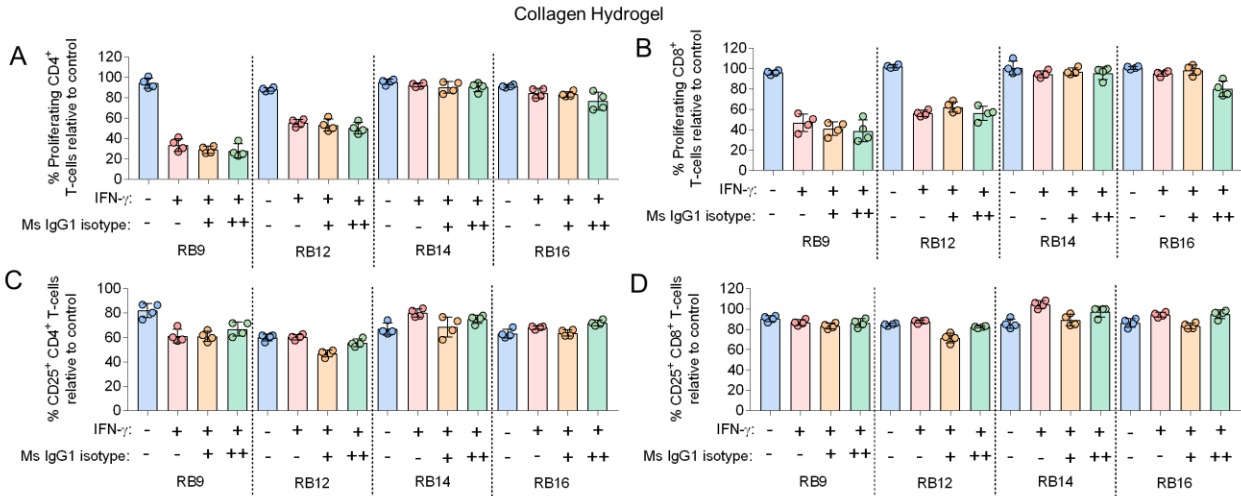 Collagen Hydrogel
A
% Proliferating CD4+
T-cells relative to control
120
100
80
60
40
20
0
IFN-γ: - + + + - + + + - + + + - + + +
Ms IgG1 isotype: - - + ++ - - + ++ - - + ++ - - + ++
RB9 RB12 RB14 RB16
B
% Proliferating CD8+
T-cells relative to control
120
100
80
60
40
20
0
IFN-γ: - + + + - + + + - + + + - + + +
Ms IgG1 isotype: - - + ++ - - + ++ - - + ++ - - + ++
RB9 RB12 RB14 RB16
C
% CD25+ CD4+ T-cells
relative to control
100
80
60
40
20
0
IFN-γ: - + + + - + + + - + + + - + + +
Ms IgG1 isotype: - - + ++ - - + ++ - - + ++ - - + ++
RB9 RB12 RB14 RB16
D
% CD25+ CD8+ T-cells
relative to control
120
100
80
60
40
20
0
IFN-γ: - + + + - + + + - + + + - + + +
Ms IgG1 isotype: - - + ++ - - + ++ - - + ++ - - + ++
RB9 RB12 RB14 RB16